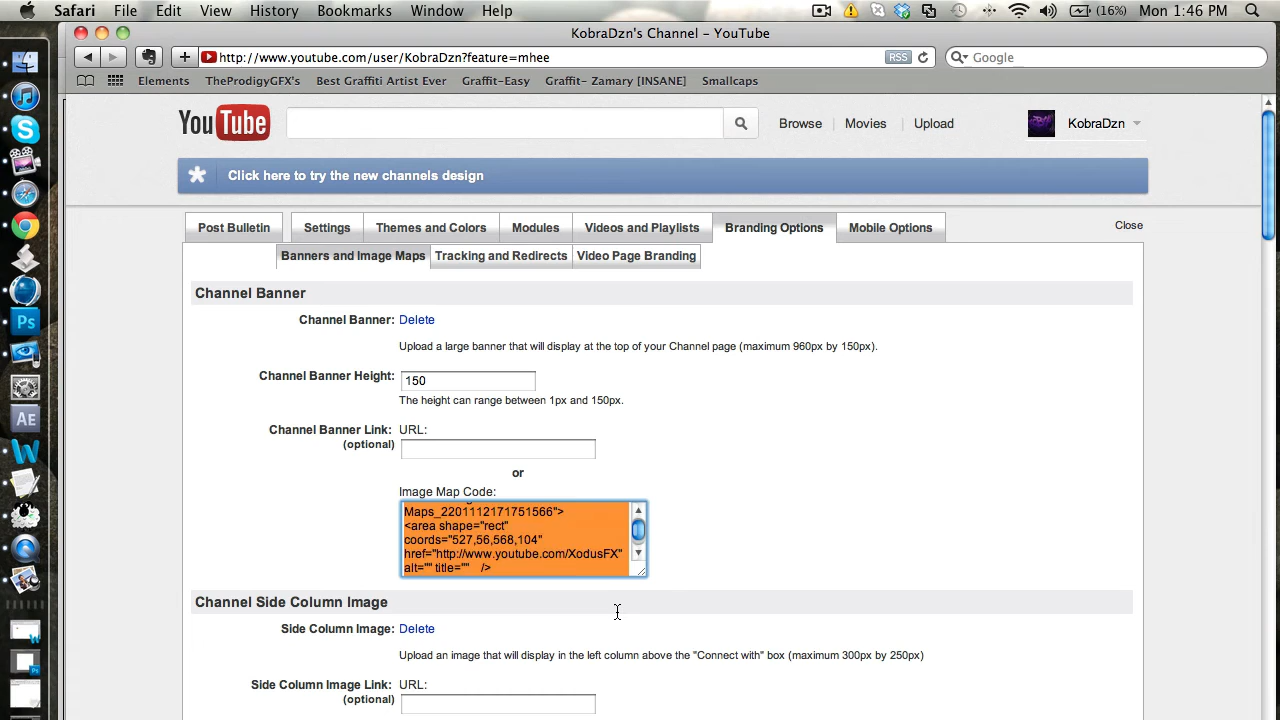 Safari File Edit View History Bookmarks Window Help (16%) Mon 1:46 PM
KobraDzn's Channel – YouTube
http://www.youtube.com/user/KobraDzn?feature=mhee RSS Google
Elements TheProdigyGFX's Best Graffiti Artist Ever Graffit-Easy Graffit- Zamary [INSANE] Smallcaps
YouTube Browse Movies Upload KobraDzn
Click here to try the new channels design
Post Bulletin Settings Themes and Colors Modules Videos and Playlists Branding Options Mobile Options Close
Banners and Image Maps Tracking and Redirects Video Page Branding
Channel Banner
Channel Banner: Delete
Upload a large banner that will display at the top of your Channel page (maximum 960px by 150px).
Channel Banner Height: 150
The height can range between 1px and 150px.
Channel Banner Link: URL:
(optional)
or
Image Map Code:
Maps_2201112171751566">
<area shape="rect"
coords="527,56,568,104"
href="http://www.youtube.com/XodusFX"
alt="" title="" />
Channel Side Column Image
Side Column Image: Delete
Upload an image that will display in the left column above the "Connect with" box (maximum 300px by 250px)
Side Column Image Link: URL:
(optional)
Ps
AE